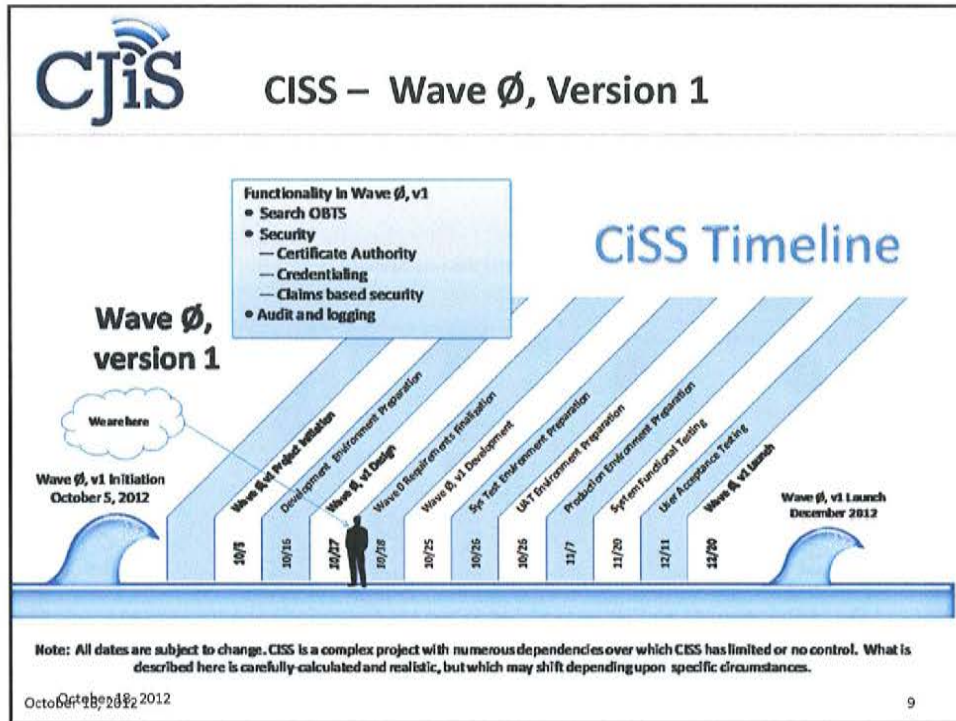 CJiS
CISS – Wave Ø, Version 1
Functionality in Wave Ø, v1
• Search OBTS
• Security
— Certificate Authority
— Credentialing
— Claims based security
• Audit and logging
CiSS Timeline
Wave Ø,
version 1
We are here
Wave Ø, v1 Initiation
October 5, 2012
Wave Ø, v1 Project Initiation
Development Environment Preparation
Wave Ø, v1 Design
Wave 0 Requirements Finalization
Wave Ø, v1 Development
Sys Test Environment Preparation
UAT Environment Preparation
Production Environment Preparation
System Functional Testing
User Acceptance Testing
Wave Ø, v1 Launch
Wave Ø, v1 Launch
December 2012
10/5
10/16
10/17
10/18
10/25
10/26
10/26
11/7
11/20
12/11
12/20
Note: All dates are subject to change. CISS is a complex project with numerous dependencies over which CISS has limited or no control. What is
described here is carefully-calculated and realistic, but which may shift depending upon specific circumstances.
October 18, 2012
October 18, 2012
9